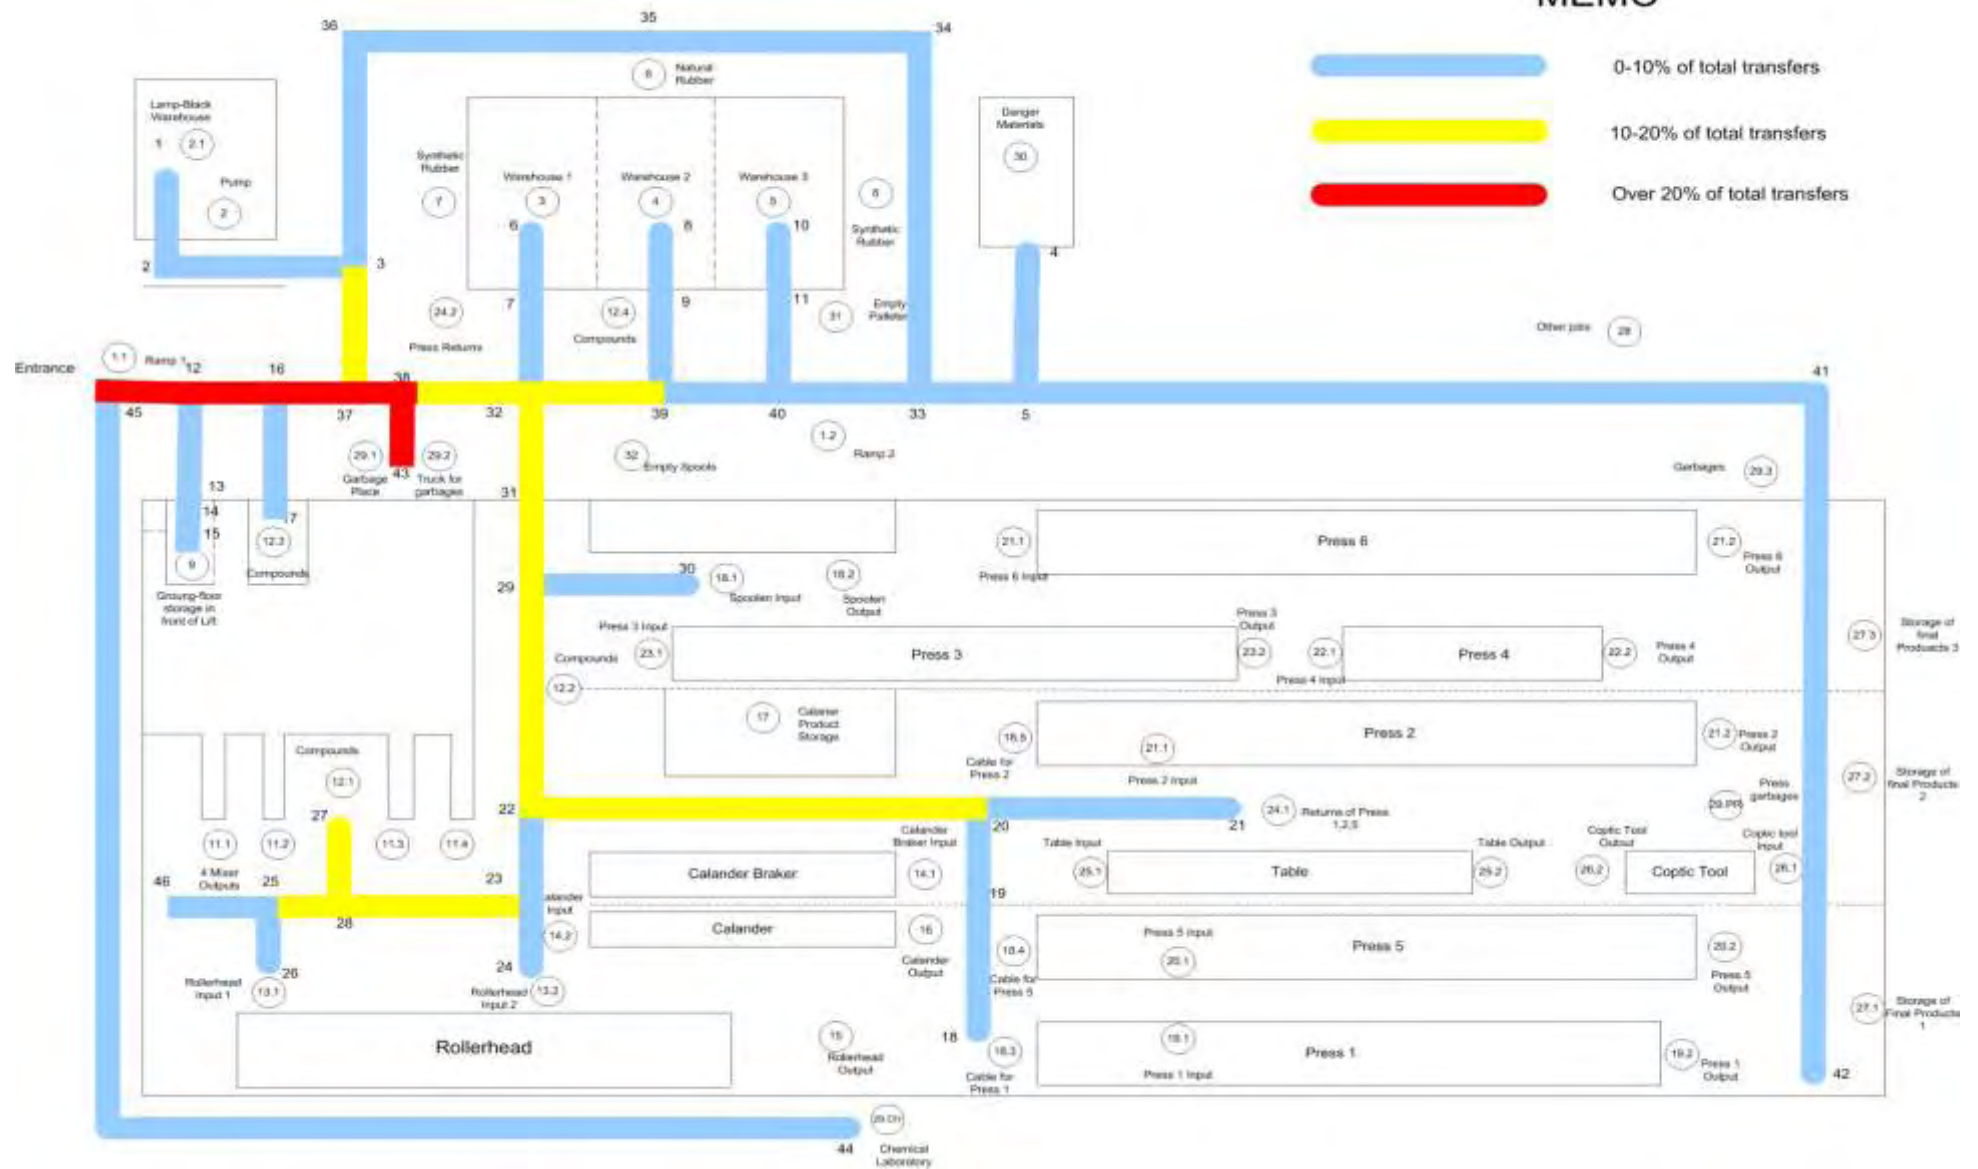 MEMO
0-10% of total transfers
10-20% of total transfers
Over 20% of total transfers
36
35
34
8
Natural
Rubber
Lamp-Black
Warehouse
1
2.1
Pump
2
2
3
Synthetic
Rubber
7
Warehouse 1
3
6
7
Warehouse 2
4
8
9
Warehouse 3
5
10
11
Synthetic
Rubber
Danger
Materials
30
4
24.2
Press Returns
12.4
Compounds
31
Empty
Palletes
Other jobs
28
Entrance
1.1
Ramp 1
12
16
38
41
45
37
32
39
40
33
5
1.2
Ramp 2
29.1
Garbage
Place
43
29.2
Truck for
garbages
32
Empty Spools
Garbages
29.3
13
14
15
9
Groung-floor
storage in
front of Lift
17
12.3
Compounds
31
29
30
18.1
Spoolen Input
18.2
Spoolen
Output
21.1
Press 6 Input
Press 6
21.2
Press 6
Output
Press 3 Input
23.1
Press 3
Press 3
Output
23.2
22.1
Press 4 Input
Press 4
22.2
Press 4
Output
27.3
Storage of
final
Produacts 3
Compounds
12.2
17
Calaner
Product
Storage
18.5
Cable for
Press 2
21.1
Press 2 Input
Press 2
21.2
Press 2
Output
27.2
Storage of
final Products
2
Compounds
12.1
27
22
20
21
24.1
Returns of Press
1,2,5
Press
garbages
11.1
11.2
11.3
11.4
4 Mixer
Outputs
46
25
28
23
Calander Braker
Calander
Braker Input
14.1
19
Table Input
25.1
Table
Table Output
25.2
Coptic Tool
Output
26.2
Coptic Tool
Coptic tool
Input
26.1
alander
Input
14.2
Calander
16
Calander
Output
18.4
Cable for
Press 5
Press 5 Input
20.1
Press 5
20.2
Press 5
Output
26
Rollerhead
Input 1
13.1
24
Rollerhead
Input 2
13.2
Rollerhead
15
Rollerhead
Output
18
18.3
Cable for
Press 1
19.1
Press 1 Input
Press 1
19.2
Press 1
Output
27.1
Storage of
Final Products
1
42
44
Chemical
Laboratory